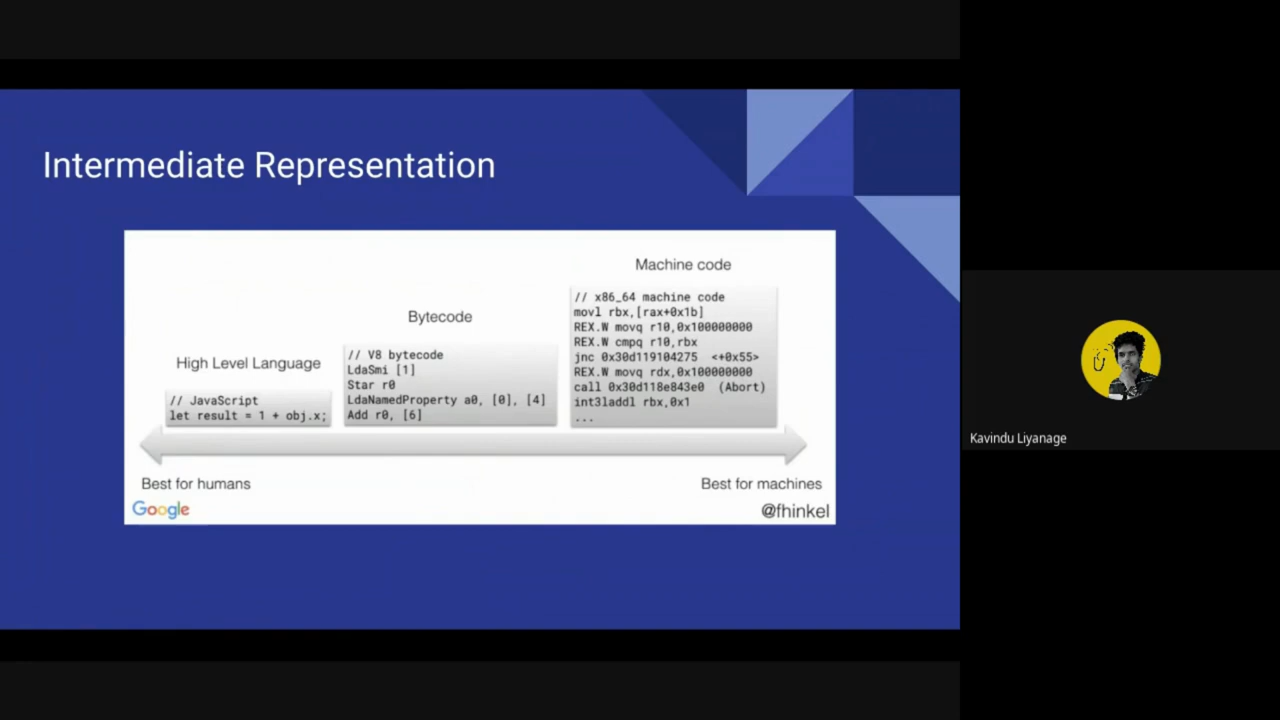 Intermediate Representation
High Level Language
// JavaScript
let result = 1 + obj.x;
Bytecode
// V8 bytecode
LdaSmi [1]
Star r0
LdaNamedProperty a0, [0], [4]
Add r0, [6]
Machine code
// x86_64 machine code
movl rbx,[rax+0x1b]
REX.W movq r10,0x100000000
REX.W cmpq r10,rbx
jnc 0x30d119104275 <+0x55>
REX.W movq rdx,0x100000000
call 0x30d118e843e0 (Abort)
int3laddl rbx,0x1
...
Best for humans
Best for machines
Google
@fhinkel
Kavindu Liyanage